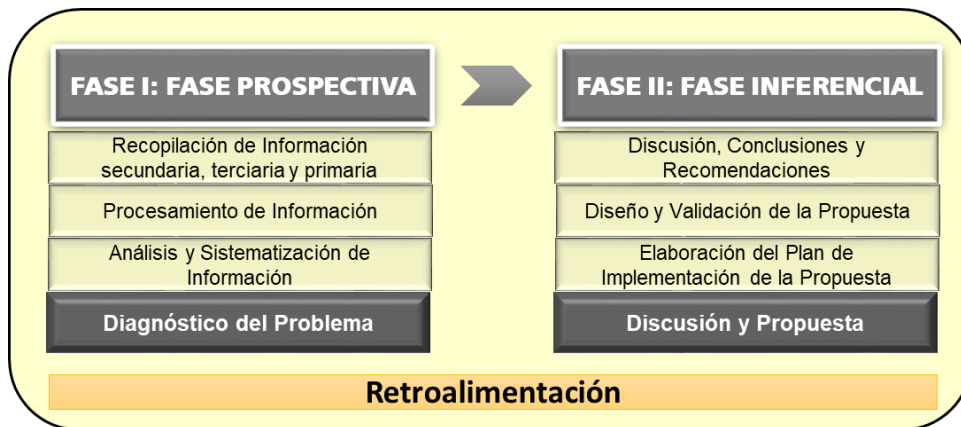 FASE I: FASE PROSPECTIVA
Recopilación de Información
secundaria, terciaria y primaria
Procesamiento de Información
Análisis y Sistematización de
Información
Diagnóstico del Problema
FASE II: FASE INFERENCIAL
Discusión, Conclusiones y
Recomendaciones
Diseño y Validación de la Propuesta
Elaboración del Plan de
Implementación de la Propuesta
Discusión y Propuesta
Retroalimentación